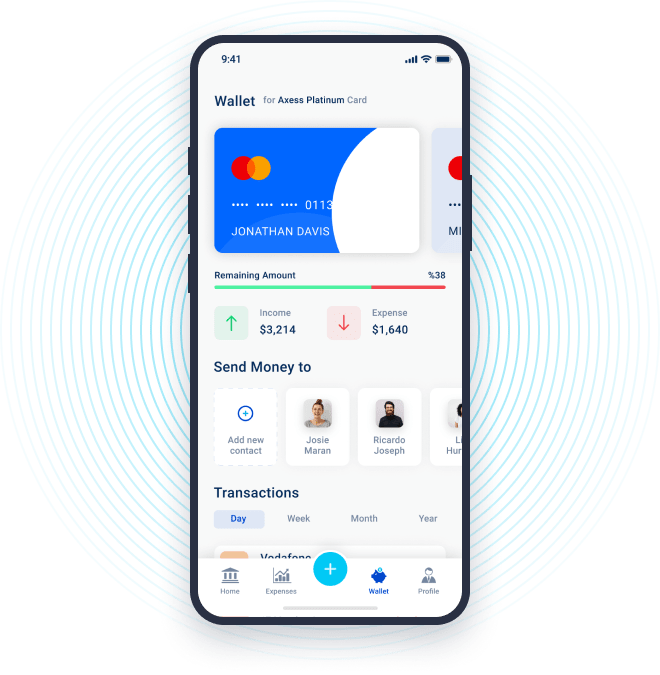 9:41
Wallet for Axess Platinum Card
•••• •••• •••• 0113
JONATHAN DAVIS
Remaining Amount %38
Income
$3,214
Expense
$1,640
Send Money to
Add new
contact
Josie
Maran
Ricardo
Joseph
Transactions
Day Week Month Year
Vodafone
Home Expenses Wallet Profile